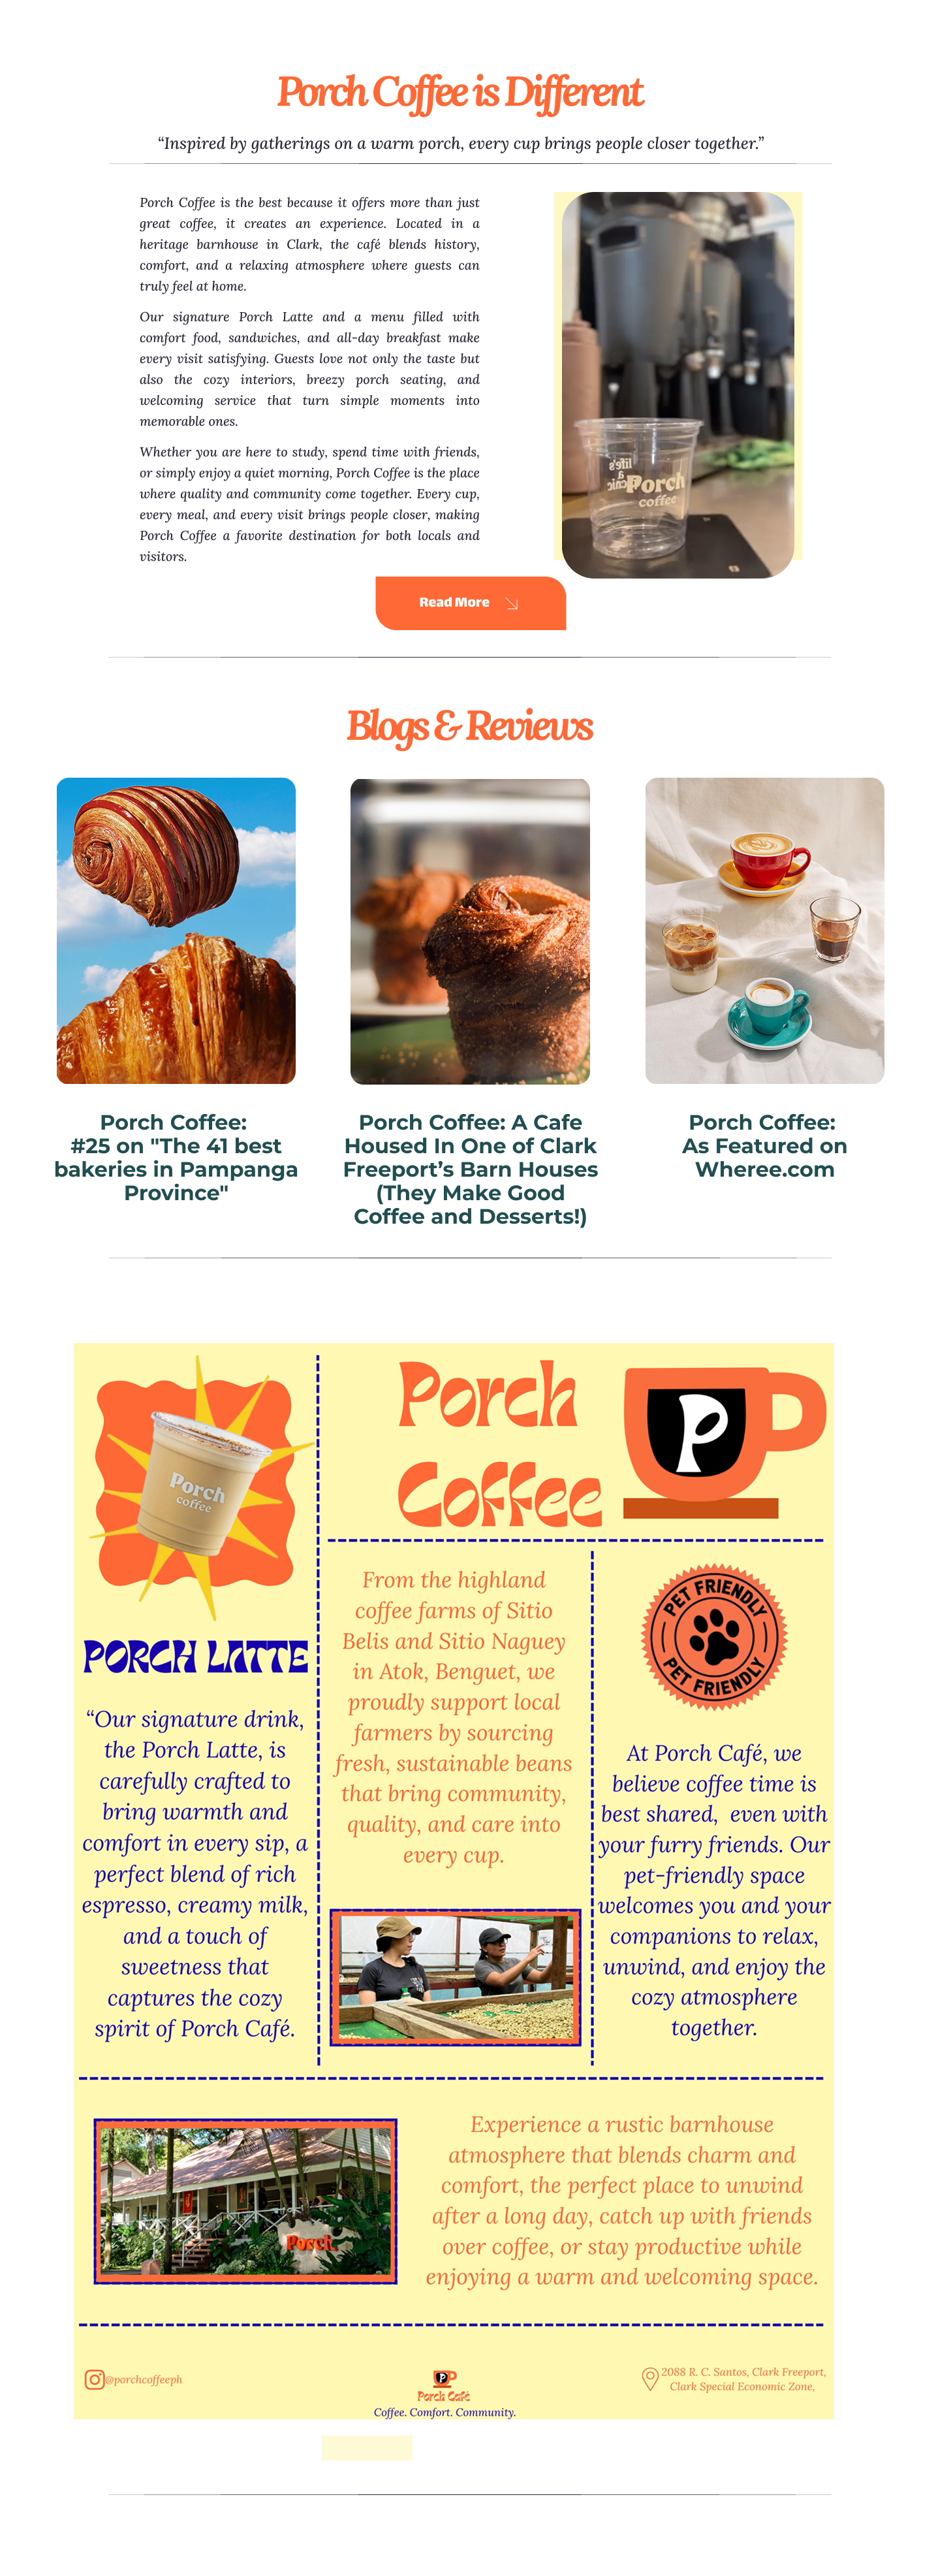 Porch Coffee is Different
“Inspired by gatherings on a warm porch, every cup brings people closer together.”
Porch Coffee is the best because it offers more than just
great coffee, it creates an experience. Located in a
heritage barnhouse in Clark, the café blends history,
comfort, and a relaxing atmosphere where guests can
truly feel at home.
Our signature Porch Latte and a menu filled with
comfort food, sandwiches, and all-day breakfast make
every visit satisfying. Guests love not only the taste but
also the cozy interiors, breezy porch seating, and
welcoming service that turn simple moments into
memorable ones.
Whether you are here to study, spend time with friends,
or simply enjoy a quiet morning, Porch Coffee is the place
where quality and community come together. Every cup,
every meal, and every visit brings people closer, making
Porch Coffee a favorite destination for both locals and
visitors.
life's
a
picnic
Porch
coffee
Read More
Blogs & Reviews
Porch Coffee:
#25 on "The 41 best
bakeries in Pampanga
Province"
Porch Coffee: A Cafe
Housed In One of Clark
Freeport’s Barn Houses
(They Make Good
Coffee and Desserts!)
Porch Coffee:
As Featured on
Wheree.com
Porch
coffee
PORCH LATTE
“Our signature drink,
the Porch Latte, is
carefully crafted to
bring warmth and
comfort in every sip, a
perfect blend of rich
espresso, creamy milk,
and a touch of
sweetness that
captures the cozy
spirit of Porch Café.
Porch
Coffee
P
From the highland
coffee farms of Sitio
Belis and Sitio Naguey
in Atok, Benguet, we
proudly support local
farmers by sourcing
fresh, sustainable beans
that bring community,
quality, and care into
every cup.
PET FRIENDLY
PET FRIENDLY
At Porch Café, we
believe coffee time is
best shared, even with
your furry friends. Our
pet-friendly space
welcomes you and your
companions to relax,
unwind, and enjoy the
cozy atmosphere
together.
Porch
Experience a rustic barnhouse
atmosphere that blends charm and
comfort, the perfect place to unwind
after a long day, catch up with friends
over coffee, or stay productive while
enjoying a warm and welcoming space.
@porchcoffeeph
P
Porch Café
Coffee. Comfort. Community.
2088 R. C. Santos, Clark Freeport,
Clark Special Economic Zone,